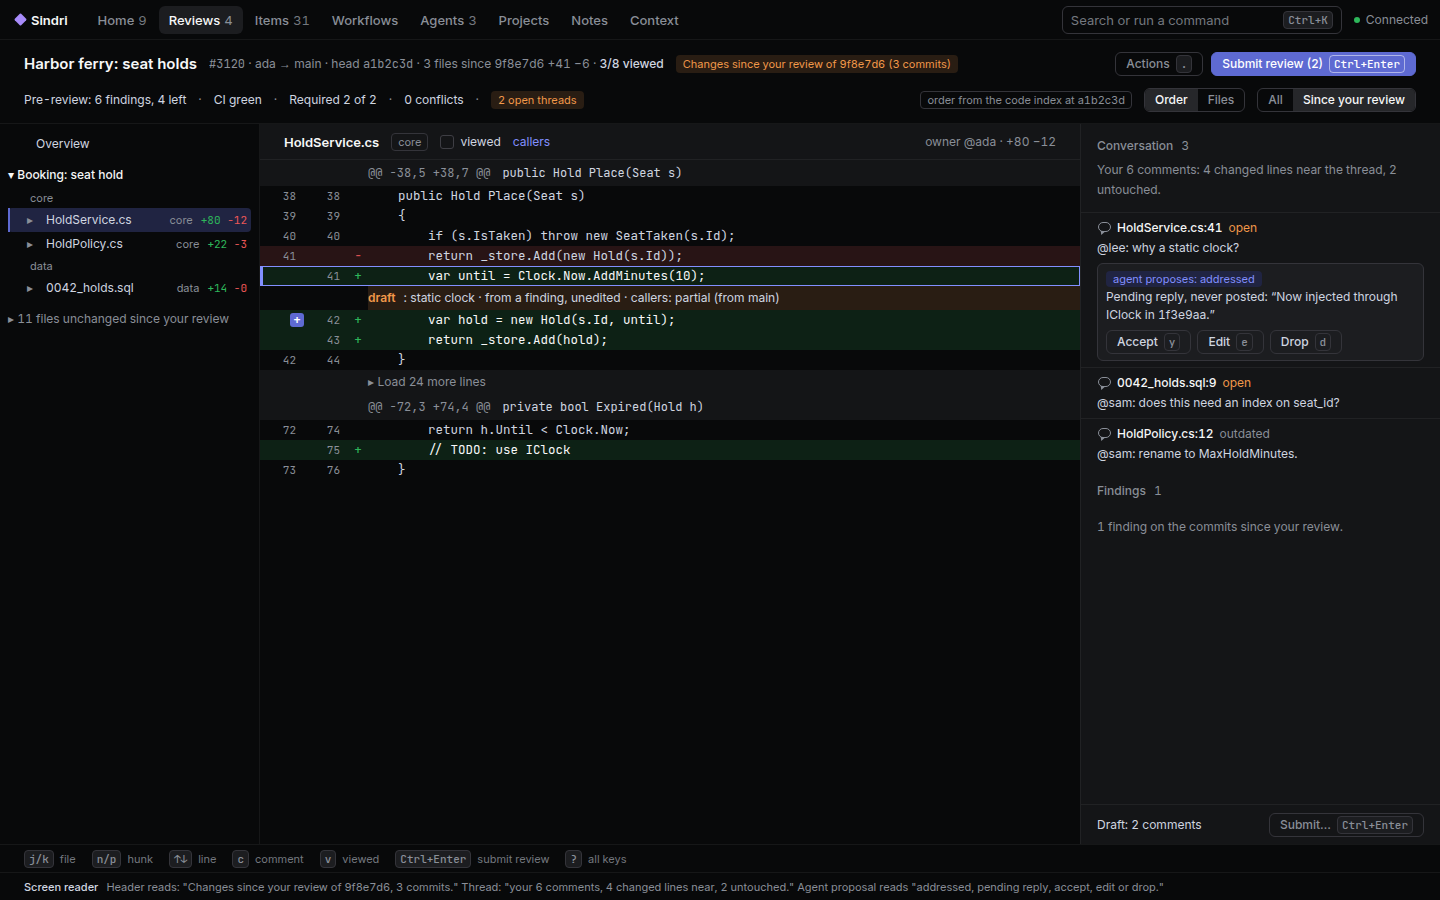 Sindri Home 9 Reviews 4 Items 31 Workflows Agents 3 Projects Notes Context Search or run a command Ctrl+K Connected
Harbor ferry: seat holds #3120 · ada → main · head a1b2c3d · 3 files since 9f8e7d6 +41 −6 · 3/8 viewed Changes since your review of 9f8e7d6 (3 commits) Actions . Submit review (2) Ctrl+Enter
Pre-review: 6 findings, 4 left · CI green · Required 2 of 2 · 0 conflicts · 2 open threads order from the code index at a1b2c3d Order Files All Since your review
Overview
▾ Booking: seat hold
core
▸ HoldService.cs core +80 -12
▸ HoldPolicy.cs core +22 -3
data
▸ 0042_holds.sql data +14 -0
▸ 11 files unchanged since your review
HoldService.cs core viewed callers owner @ada · +80 −12
@@ -38,5 +38,7 @@ public Hold Place(Seat s)
38 38 public Hold Place(Seat s)
39 39 {
40 40 if (s.IsTaken) throw new SeatTaken(s.Id);
41 - return _store.Add(new Hold(s.Id));
41 + var until = Clock.Now.AddMinutes(10);
draft : static clock · from a finding, unedited · callers: partial (from main)
+ 42 + var hold = new Hold(s.Id, until);
43 + return _store.Add(hold);
42 44 }
▸ Load 24 more lines
@@ -72,3 +74,4 @@ private bool Expired(Hold h)
72 74 return h.Until < Clock.Now;
75 + // TODO: use IClock
73 76 }
Conversation 3
Your 6 comments: 4 changed lines near the thread, 2
untouched.
HoldService.cs:41 open
@lee: why a static clock?
agent proposes: addressed
Pending reply, never posted: “Now injected through
IClock in 1f3e9aa.”
Accept y Edit e Drop d
0042_holds.sql:9 open
@sam: does this need an index on seat_id?
HoldPolicy.cs:12 outdated
@sam: rename to MaxHoldMinutes.
Findings 1
1 finding on the commits since your review.
Draft: 2 comments Submit... Ctrl+Enter
j/k file n/p hunk ↑↓ line c comment v viewed Ctrl+Enter submit review ? all keys
Screen reader Header reads: "Changes since your review of 9f8e7d6, 3 commits." Thread: "your 6 comments, 4 changed lines near, 2 untouched." Agent proposal reads "addressed, pending reply, accept, edit or drop."